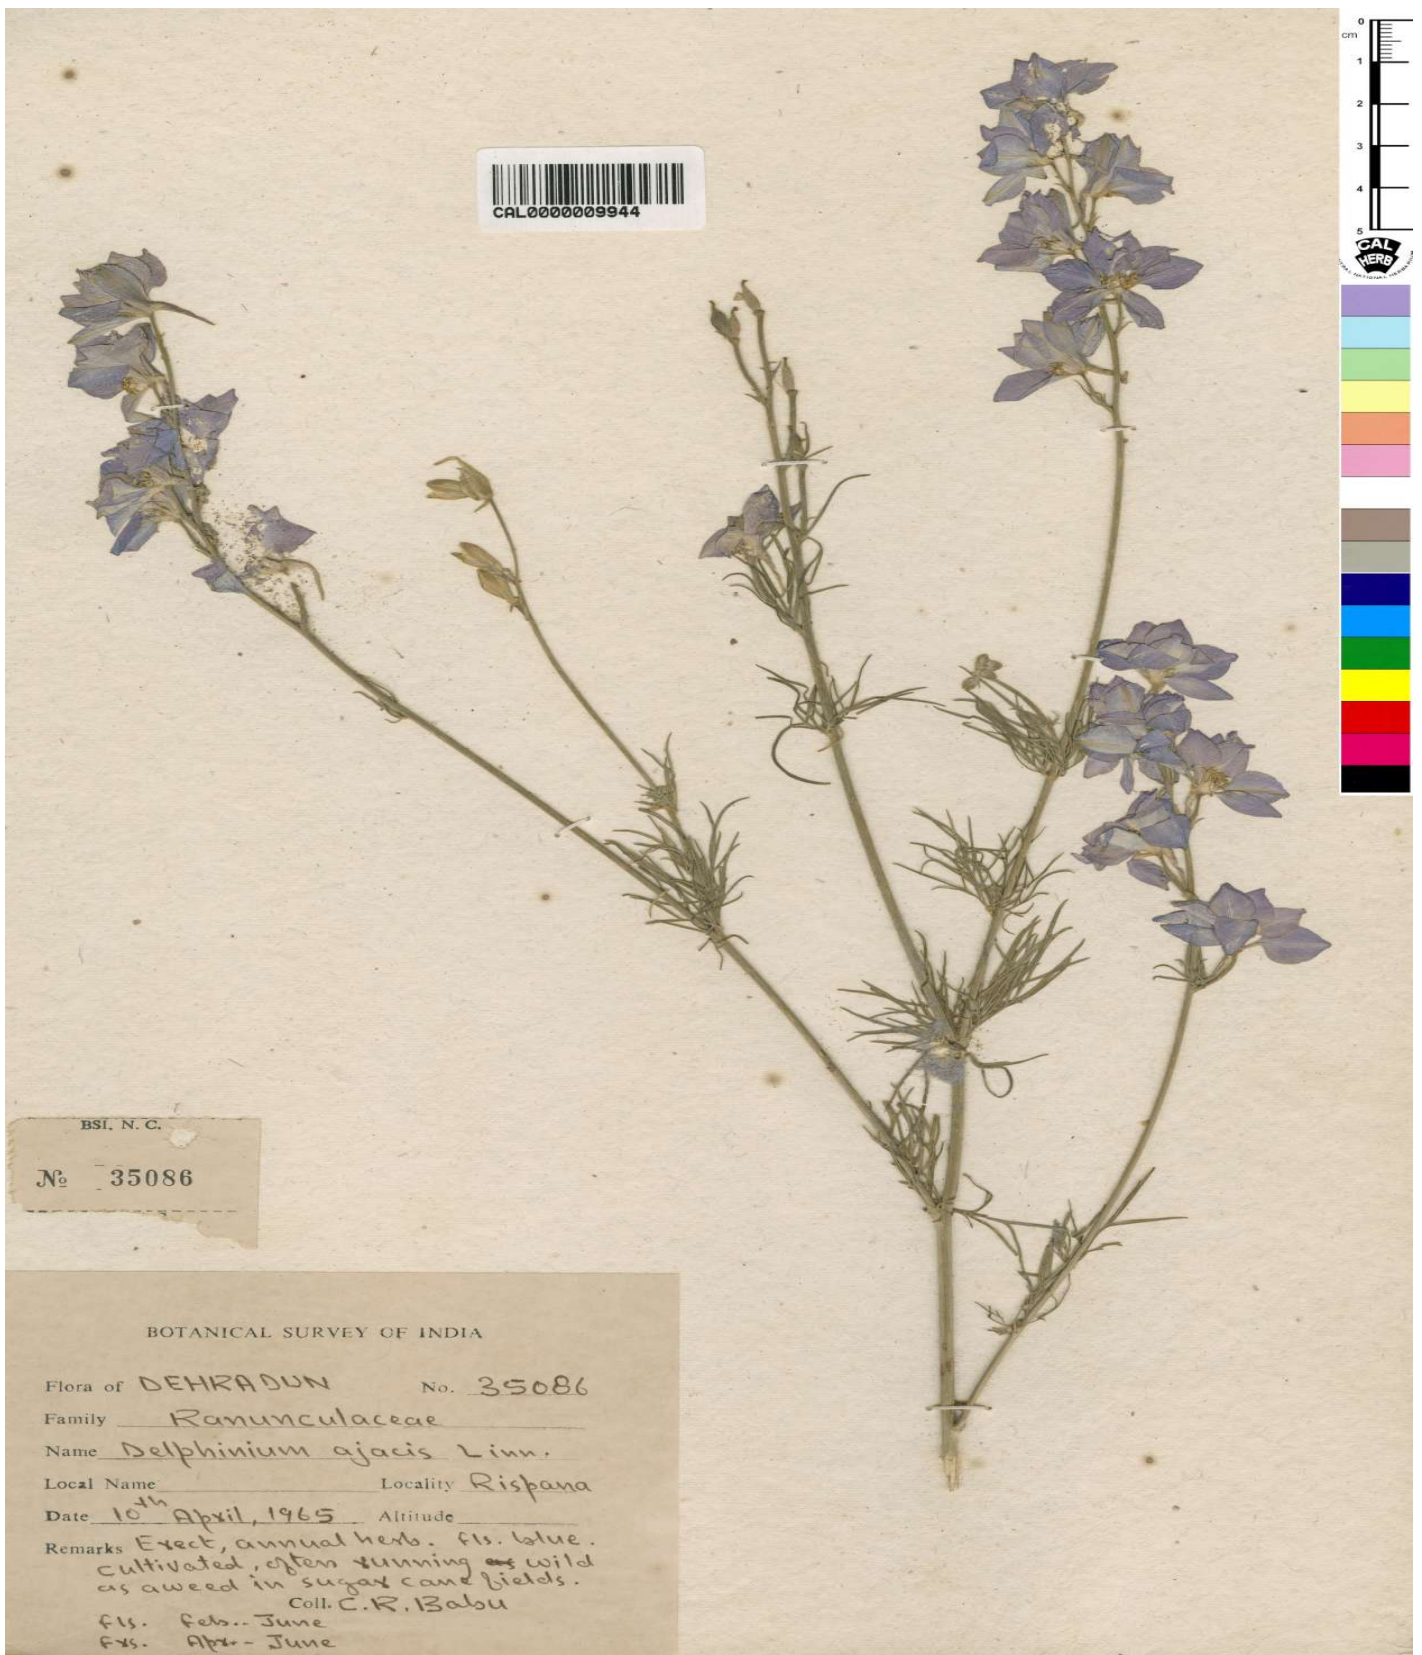 CAL0000009944
0
cm
1
2
3
4
5
CAL
HERB
BSI, N. C.
№ 35086
BOTANICAL SURVEY OF INDIA
Flora of DEHRADUN No. 35086
Family Ranunculaceae
Name Delphinium ajacis Linn.
Local Name Locality Rispana
Date 10th April, 1965 Altitude
Remarks Erect, annual herb. fls. blue.
cultivated, often running as wild
as a weed in sugar cane fields.
Coll. C.R. Babu
fls. Feb.- June
Frs. Apr.- June